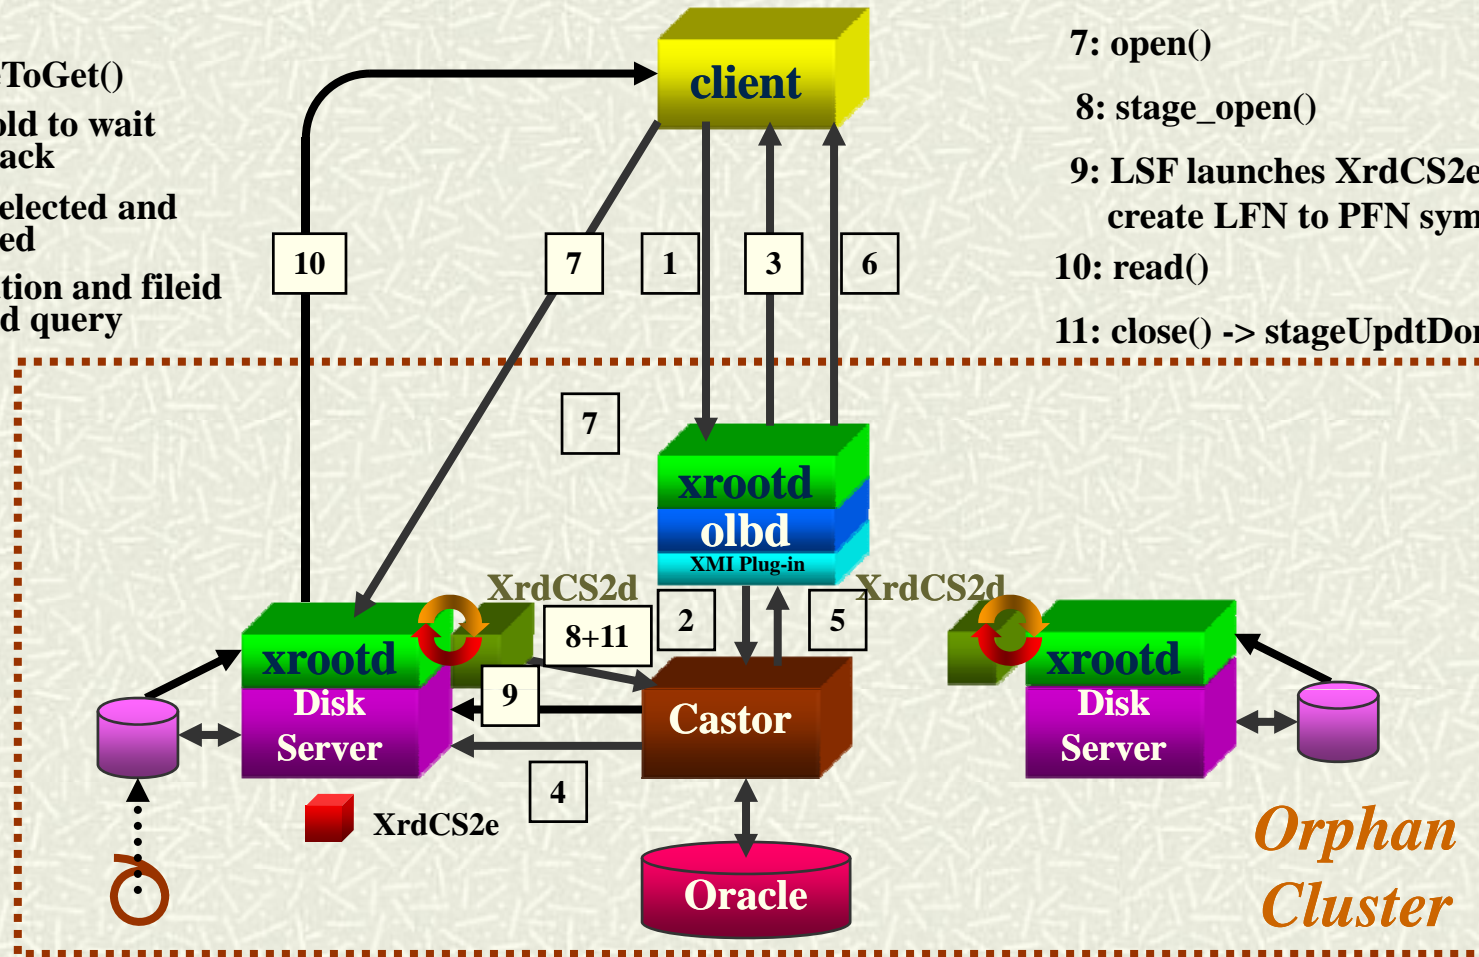 client
eToGet()
old to wait
ack
elected and
ed
tion and fileid
d query
7: open()
8: stage_open()
9: LSF launches XrdCS2e
create LFN to PFN sym
10: read()
11: close() -> stageUpdtDon
10
7
1
3
6
7
xrootd
olbd
XMI Plug-in
XrdCS2d
XrdCS2d
8+11
2
5
xrootd
Disk
Server
9
Castor
4
xrootd
Disk
Server
XrdCS2e
Oracle
Orphan
Cluster